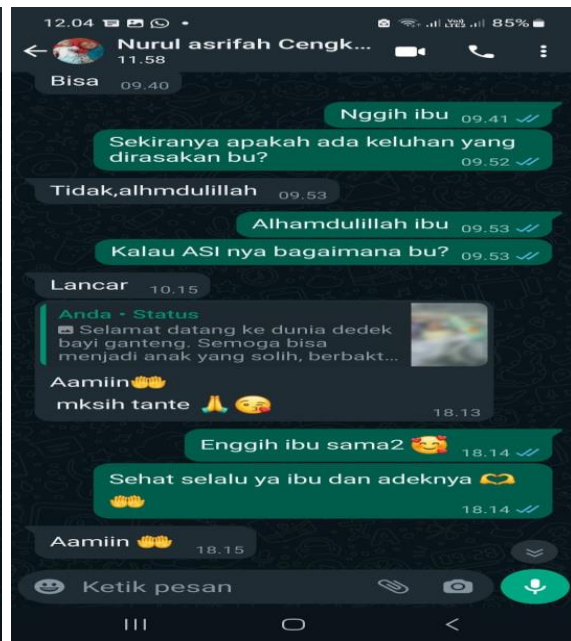 12.04 85%
Nurul asrifah Cengk...
11.58
Bisa 09.40
Nggih ibu 09.41
Sekiranya apakah ada keluhan yang
dirasakan bu?
09.52
Tidak,alhmdulillah 09.53
Alhamdulillah ibu 09.53
Kalau ASI nya bagaimana bu? 09.53
Lancar 10.15
Anda • Status
Selamat datang ke dunia dedek
bayi ganteng. Semoga bisa
menjadi anak yang solih, berbakt...
Aamiin🤲
mksih tante 🙏 😘
18.13
Enggih ibu sama2 🥰 18.14
Sehat selalu ya ibu dan adeknya 🫶
🤲
18.14
Aamiin 🤲 18.15
Ketik pesan